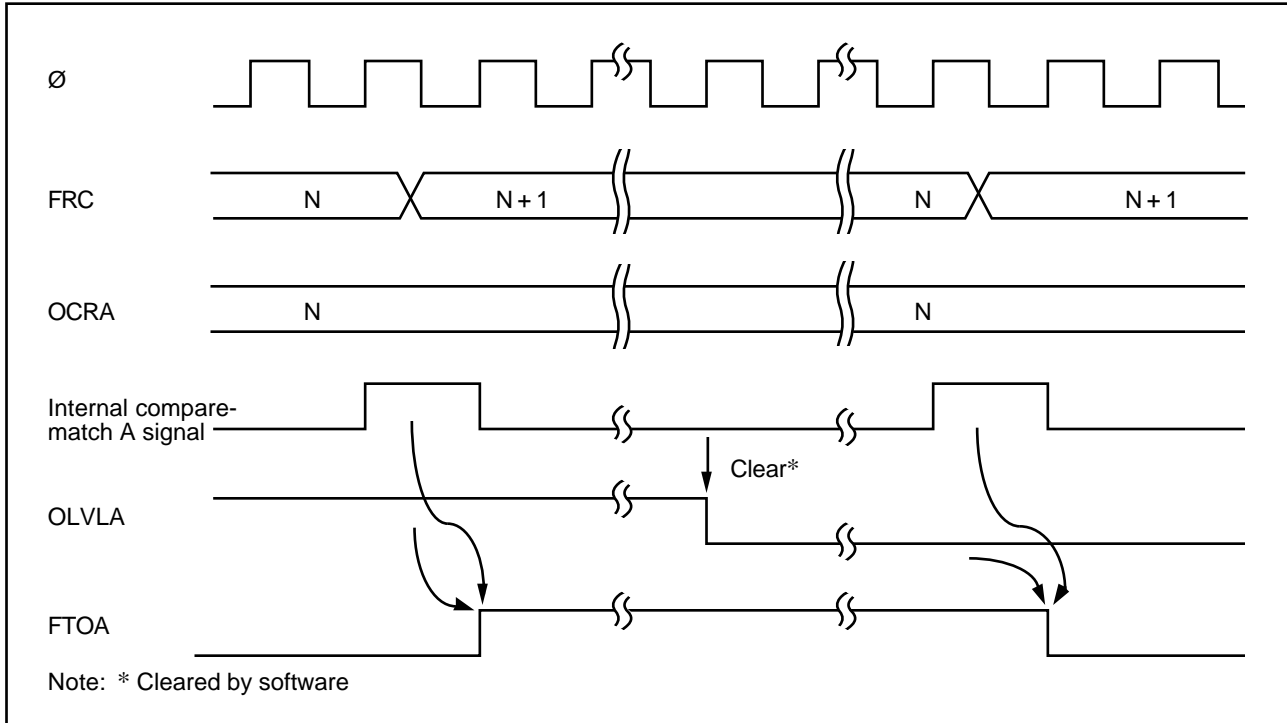 Ø
FRC N N + 1 N N + 1
OCRA N N
Internal compare-
match A signal
Clear*
OLVLA
FTOA
Note: * Cleared by software